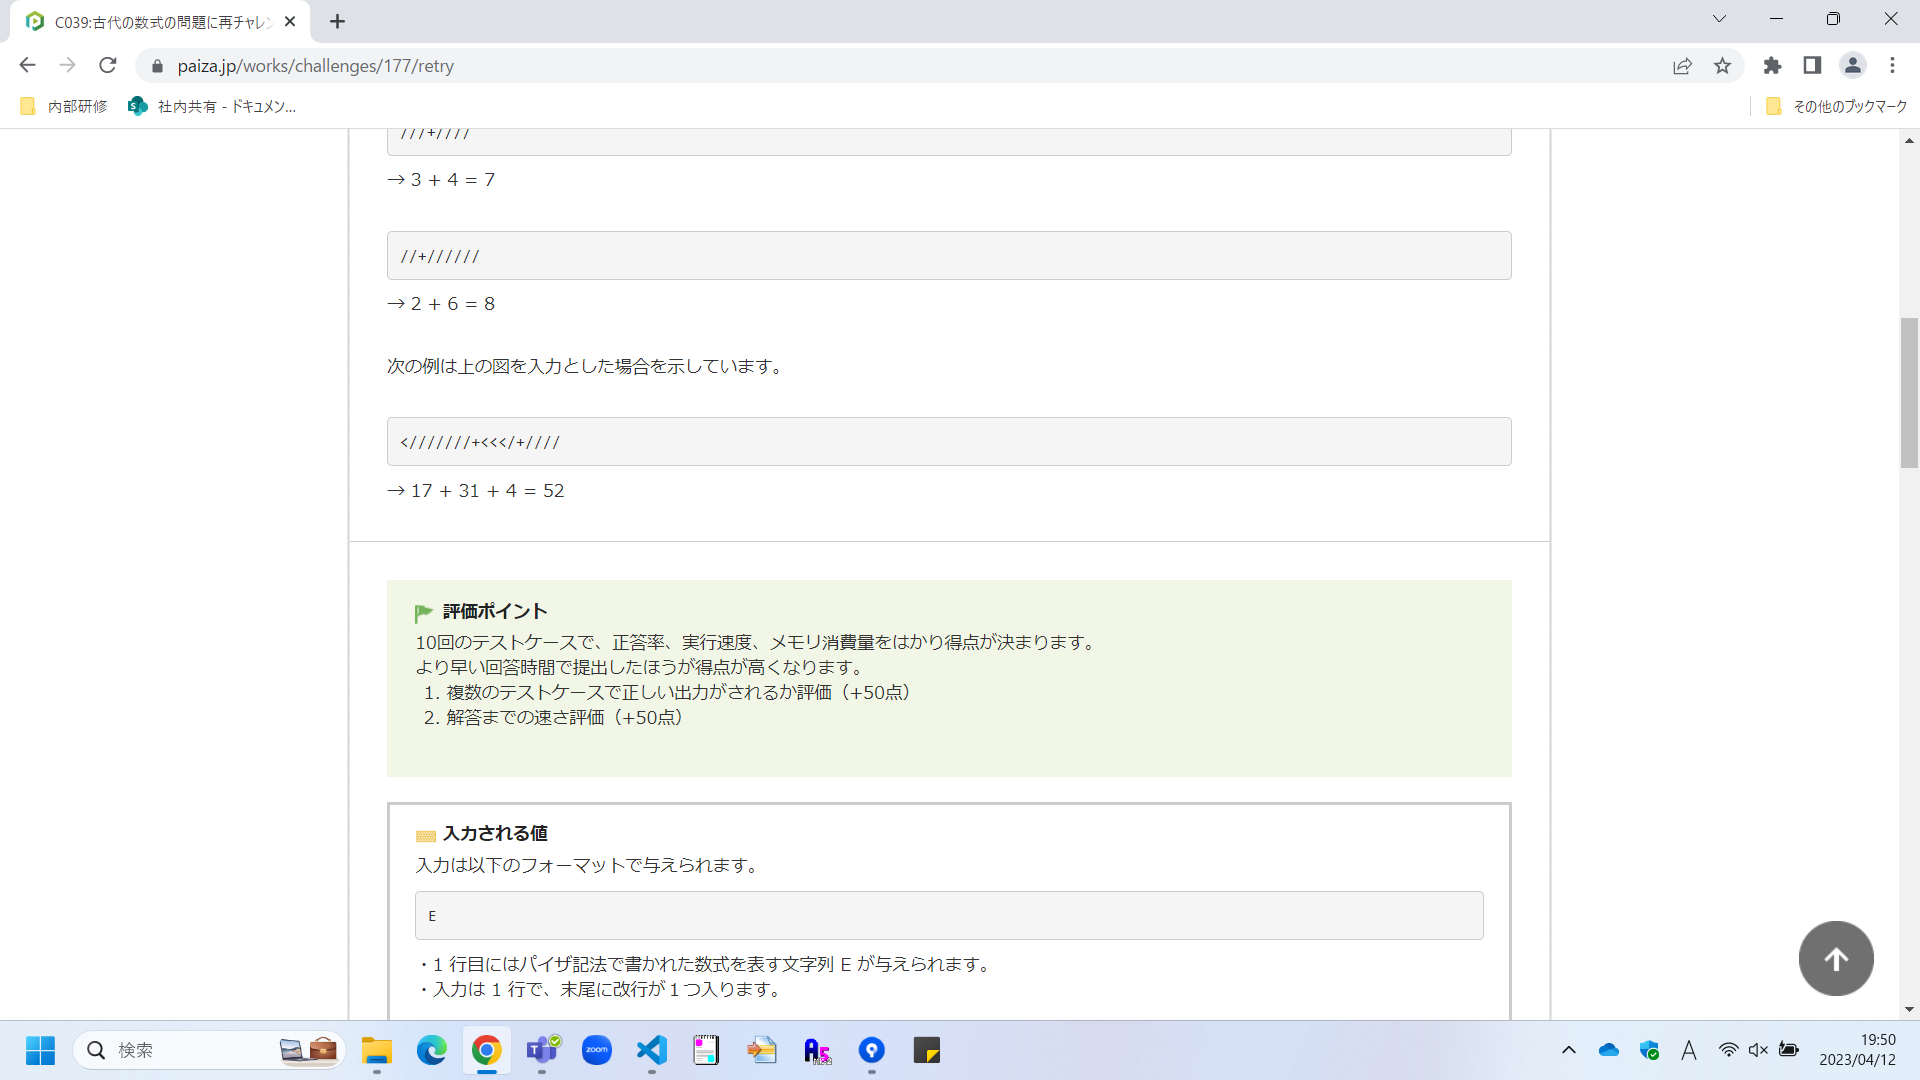 C039:古代の数式の問題に再チャレン
paiza.jp/works/challenges/177/retry
内部研修
社内共有 - ドキュメン...
その他のブックマーク
///+////
→ 3 + 4 = 7
//+//////
→ 2 + 6 = 8
次の例は上の図を入力とした場合を示しています。
<///////+<<</+////
→ 17 + 31 + 4 = 52
評価ポイント
10回のテストケースで、正答率、実行速度、メモリ消費量をはかり得点が決まります。
より早い回答時間で提出したほうが得点が高くなります。
1. 複数のテストケースで正しい出力がされるか評価（+50点）
2. 解答までの速さ評価（+50点）
入力される値
入力は以下のフォーマットで与えられます。
E
・1 行目にはパイザ記法で書かれた数式を表す文字列 E が与えられます。
・入力は 1 行で、末尾に改行が１つ入ります。
検索
zoom
A
19:50
2023/04/12